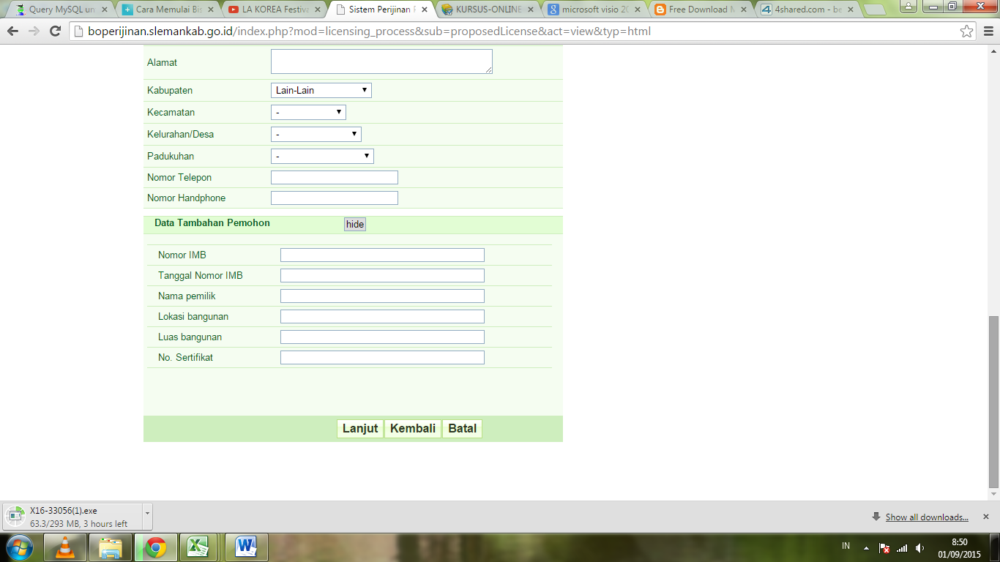 Query MySQL un
Cara Memulai Bis
LA KOREA Festiva
Sistem Perijinan P
KURSUS-ONLINE
microsoft visio 20
Free Download M
4shared.com - be
boperijinan.slemankab.go.id/index.php?mod=licensing_process&sub=proposedLicense&act=view&typ=html
Alamat
Kabupaten Lain-Lain
Kecamatan -
Kelurahan/Desa -
Padukuhan -
Nomor Telepon
Nomor Handphone
Data Tambahan Pemohon hide
Nomor IMB
Tanggal Nomor IMB
Nama pemilik
Lokasi bangunan
Luas bangunan
No. Sertifikat
Lanjut Kembali Batal
X16-33056(1).exe
63.3/293 MB, 3 hours left
Show all downloads...
IN
8:50
01/09/2015